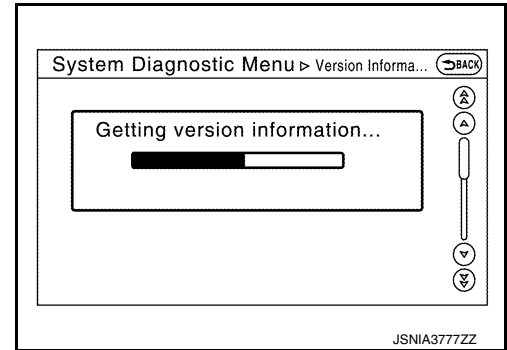 System Diagnostic Menu ▷ Version Informa... BACK
Getting version information...
JSNIA3777ZZ